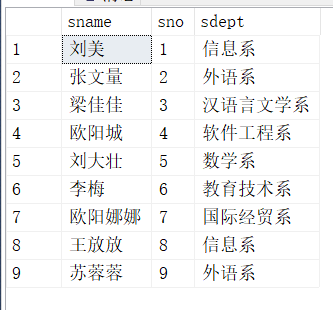 sname sno sdept
1 刘美 1 信息系
2 张文量 2 外语系
3 梁佳佳 3 汉语言文学系
4 欧阳城 4 软件工程系
5 刘大壮 5 数学系
6 李梅 6 教育技术系
7 欧阳娜娜 7 国际经贸系
8 王放放 8 信息系
9 苏蓉蓉 9 外语系